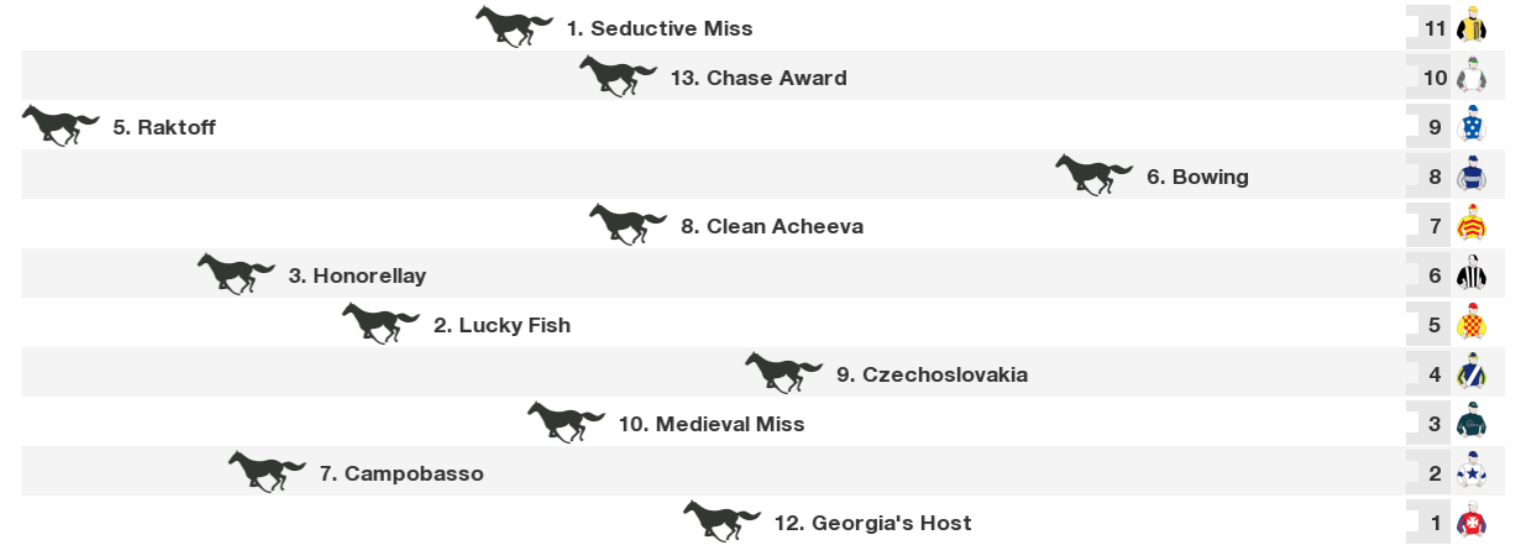 1. Seductive Miss 11
13. Chase Award 10
5. Raktoff 9
6. Bowing 8
8. Clean Acheeva 7
3. Honorellay 6
2. Lucky Fish 5
9. Czechoslovakia 4
10. Medieval Miss 3
7. Campobasso 2
12. Georgia's Host 1